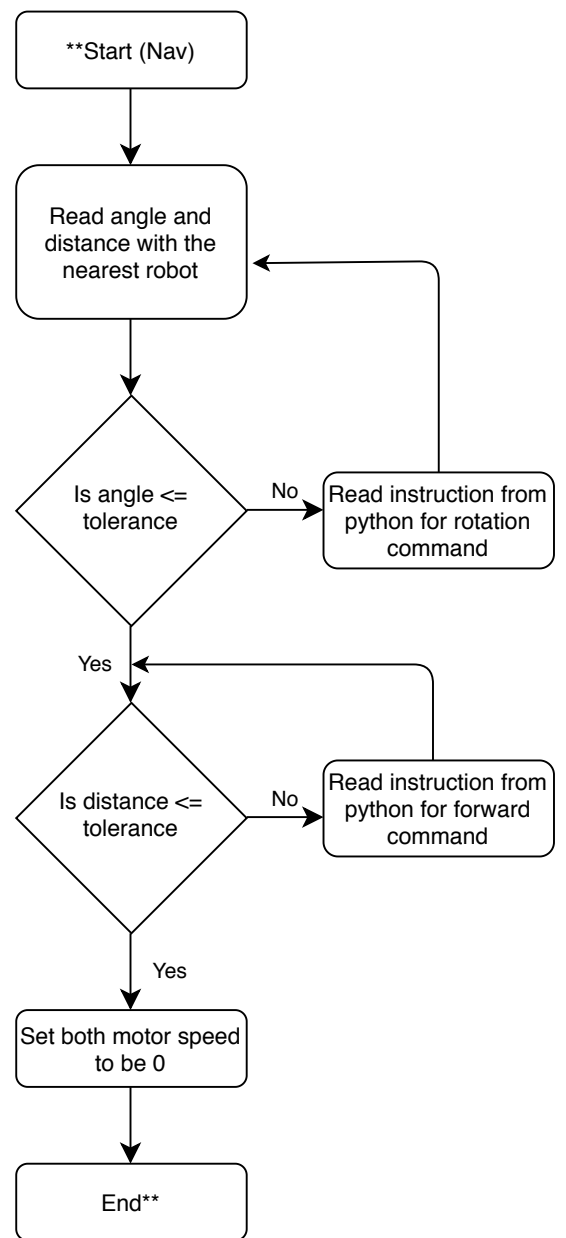 **Start (Nav)
Read angle and
distance with the
nearest robot
Is angle <=
tolerance
No
Read instruction from
python for rotation
command
Yes
Is distance <=
tolerance
No
Read instruction from
python for forward
command
Yes
Set both motor speed
to be 0
End**